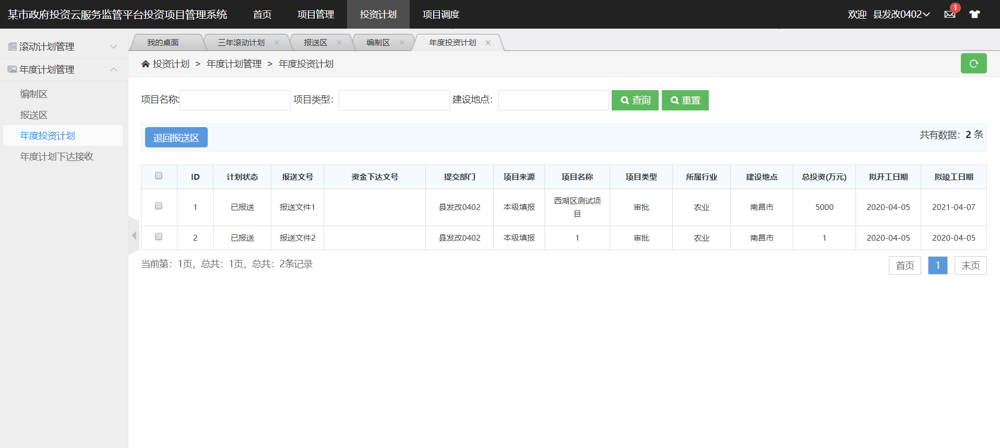 某市政府投资云服务监管平台投资项目管理系统 首页 项目管理 投资计划 项目调度 欢迎 县发改0402 1
滚动计划管理
年度计划管理
编制区
报送区
年度投资计划
年度计划下达接收
我的桌面 三年滚动计划 报送区 编制区 年度投资计划
投资计划 > 年度计划管理 > 年度投资计划
项目名称: 项目类型： 建设地点： 查询 重置
退回报送区 共有数据：2 条
ID 计划状态 报送文号 资金下达文号 提交部门 项目来源 项目名称 项目类型 所属行业 建设地点 总投资(万元) 拟开工日期 拟竣工日期
1 已报送 报送文件1 县发改0402 本级填报 西湖区测试项目 审批 农业 南昌市 5000 2020-04-05 2021-04-07
2 已报送 报送文件2 县发改0402 本级填报 1 审批 农业 南昌市 1 2020-04-05 2020-04-05
当前第：1页，总共：1页，总共：2条记录 首页 1 末页